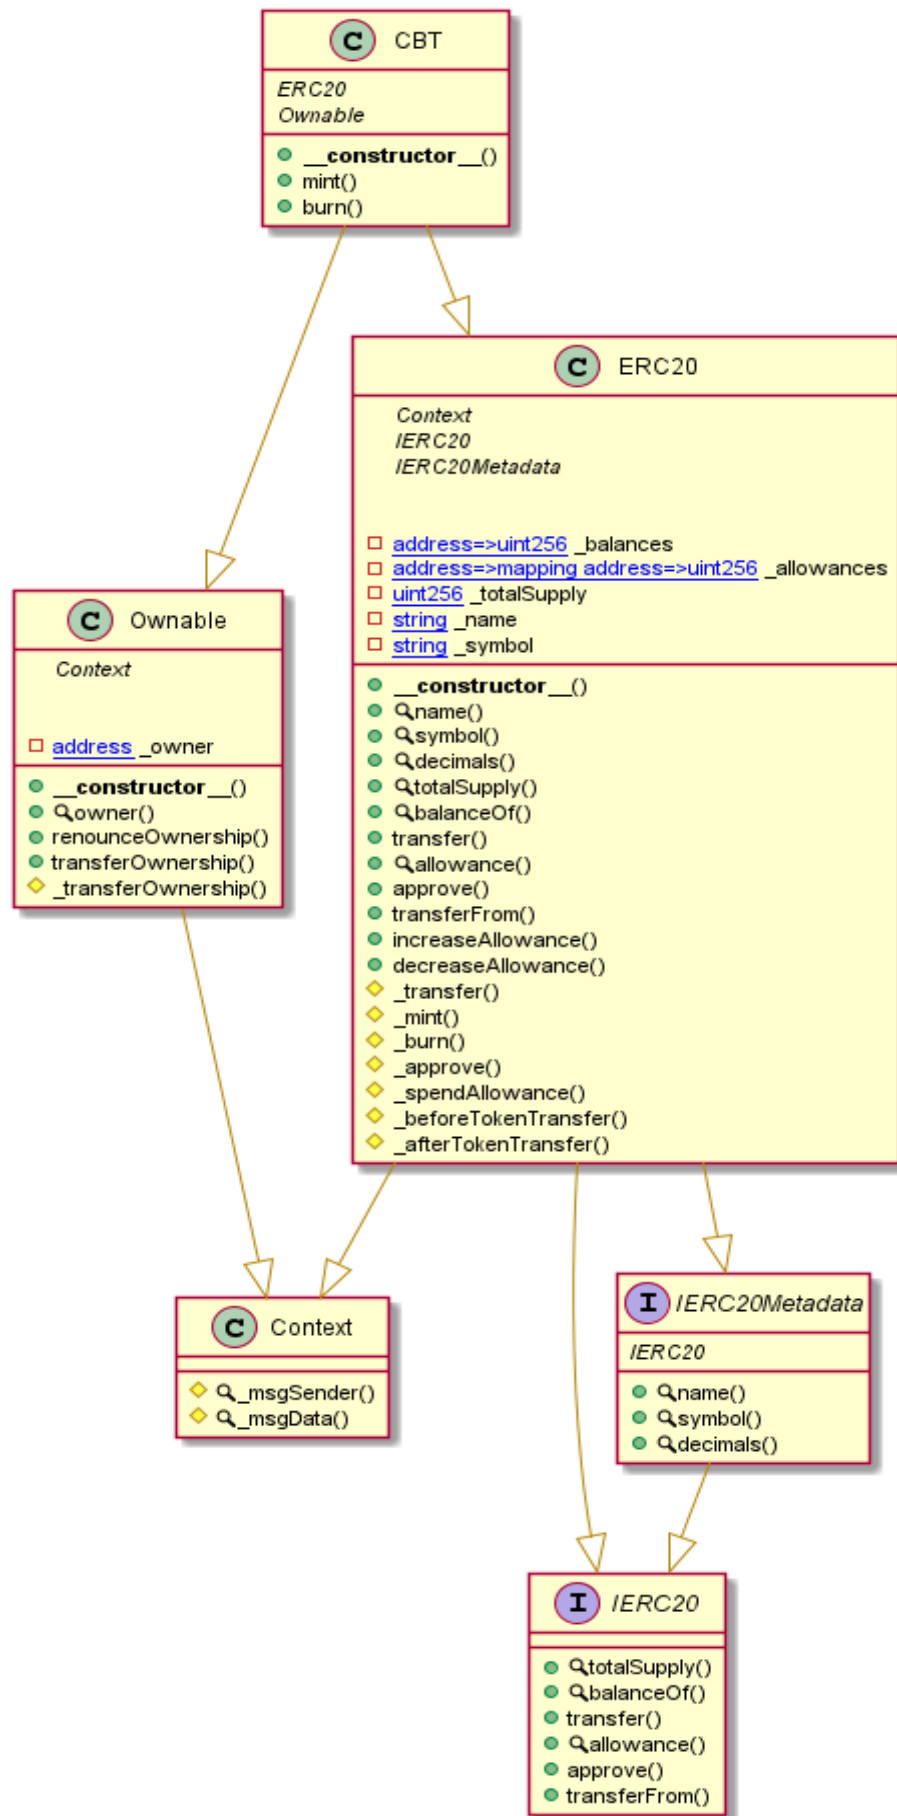 C CBT
ERC20
Ownable
__constructor__()
mint()
burn()
C ERC20
Context
IERC20
IERC20Metadata
address=>uint256 _balances
address=>mapping address=>uint256 _allowances
uint256 _totalSupply
string _name
string _symbol
__constructor__()
name()
symbol()
decimals()
totalSupply()
balanceOf()
transfer()
allowance()
approve()
transferFrom()
increaseAllowance()
decreaseAllowance()
_transfer()
_mint()
_burn()
_approve()
_spendAllowance()
_beforeTokenTransfer()
_afterTokenTransfer()
C Ownable
Context
address _owner
__constructor__()
owner()
renounceOwnership()
transferOwnership()
_transferOwnership()
C Context
_msgSender()
_msgData()
I IERC20Metadata
IERC20
name()
symbol()
decimals()
I IERC20
totalSupply()
balanceOf()
transfer()
allowance()
approve()
transferFrom()